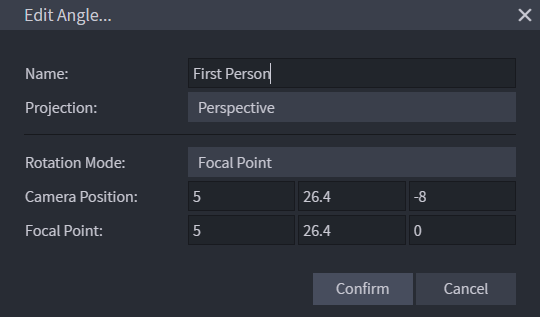 Edit Angle...
Name: First Person
Projection: Perspective
Rotation Mode: Focal Point
Camera Position: 5 26.4 -8
Focal Point: 5 26.4 0
Confirm Cancel